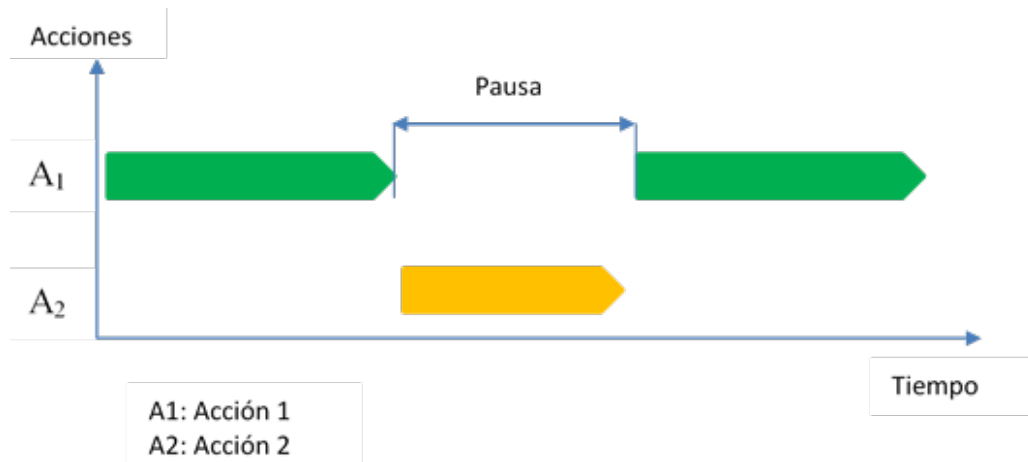 Acciones
Pausa
A1
A2
Tiempo
A1: Acción 1
A2: Acción 2